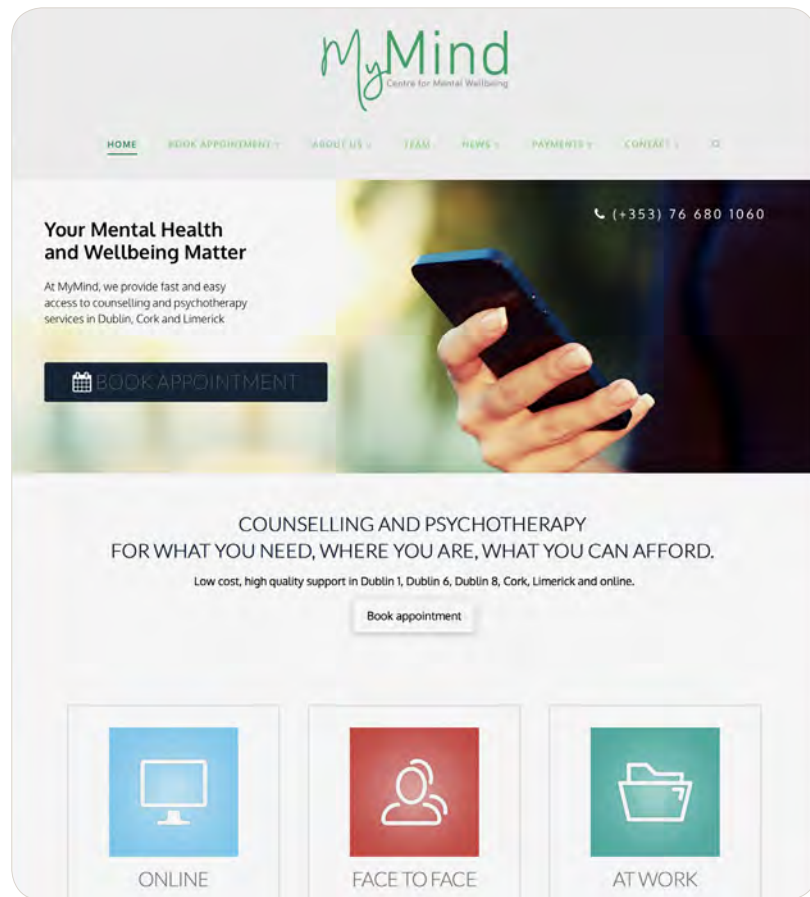 MyMind
Centre for Mental Wellbeing
HOME BOOK APPOINTMENT ABOUT US TEAM NEWS PAYMENTS CONTACT
(+353) 76 680 1060
Your Mental Health
and Wellbeing Matter
At MyMind, we provide fast and easy
access to counselling and psychotherapy
services in Dublin, Cork and Limerick
BOOK APPOINTMENT
COUNSELLING AND PSYCHOTHERAPY
FOR WHAT YOU NEED, WHERE YOU ARE, WHAT YOU CAN AFFORD.
Low cost, high quality support in Dublin 1, Dublin 6, Dublin 8, Cork, Limerick and online.
Book appointment
ONLINE FACE TO FACE AT WORK